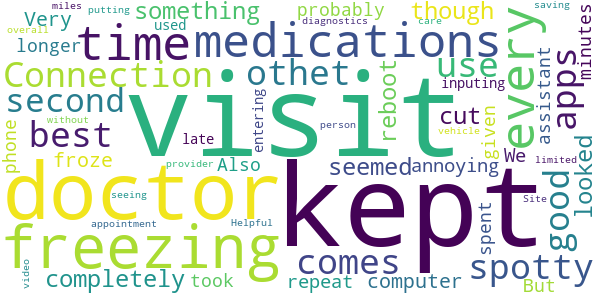 miles putting something diagnostics though care saving
Very overall used time medications probably every apps minutes
longer Connection othet use
second visit reboot inputing assistant
best late entering cut given
without person vehicle limited
phone froze Also seemed annoying We looked
doctor kept good
provider seeing
appointment Helpful Site
freezing comes spent spotty
completely took repeat computer But
video